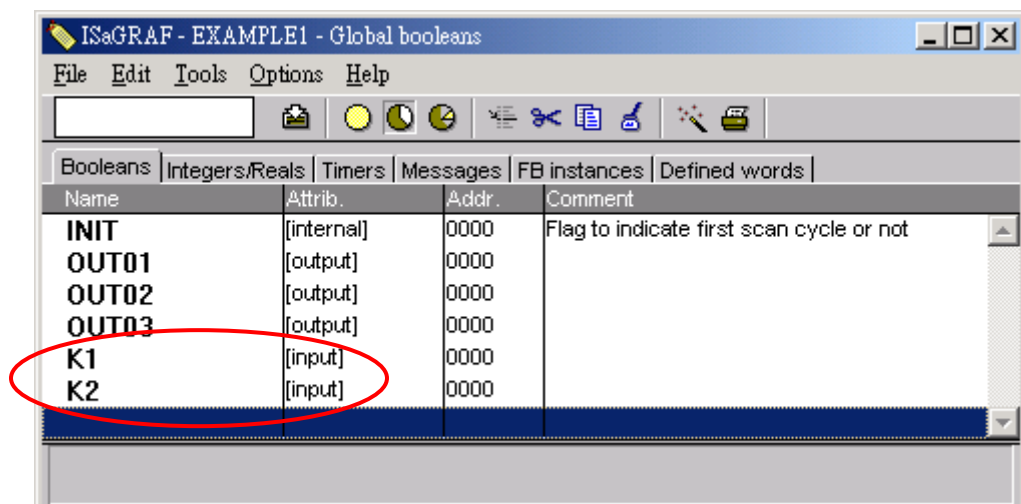 ISaGRAF - EXAMPLE1 - Global booleans
File Edit Tools Options Help
Booleans Integers/Reals Timers Messages FB instances Defined words
Name Attrib. Addr. Comment
INIT [internal] 0000 Flag to indicate first scan cycle or not
OUT01 [output] 0000
OUT02 [output] 0000
OUT03 [output] 0000
K1 [input] 0000
K2 [input] 0000